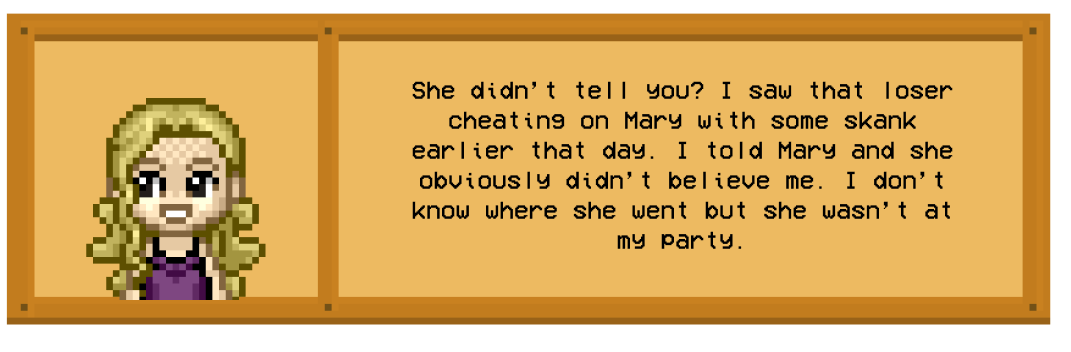 She didn't tell you? I saw that loser
cheating on Mary with some skank
earlier that day. I told Mary and she
obviously didn't believe me. I don't
know where she went but she wasn't at
my party.